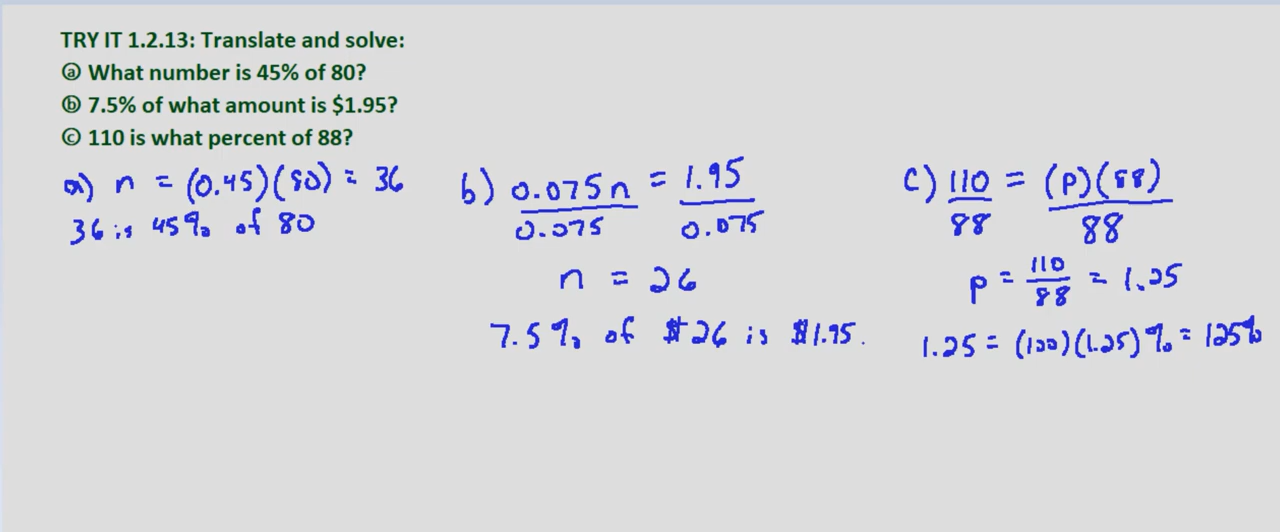 TRY IT 1.2.13: Translate and solve:
ⓐ What number is 45% of 80?
ⓑ 7.5% of what amount is $1.95?
ⓒ 110 is what percent of 88?
a) n = (0.45)(80) = 36
36 is 45% of 80
b) 0.075n = 1.95
0.075 0.075
n = 26
7.5% of $26 is $1.95.
c) 110 = (p)(88)
88 88
p = 110/88 = 1.25
1.25 = (100)(1.25)% = 125%